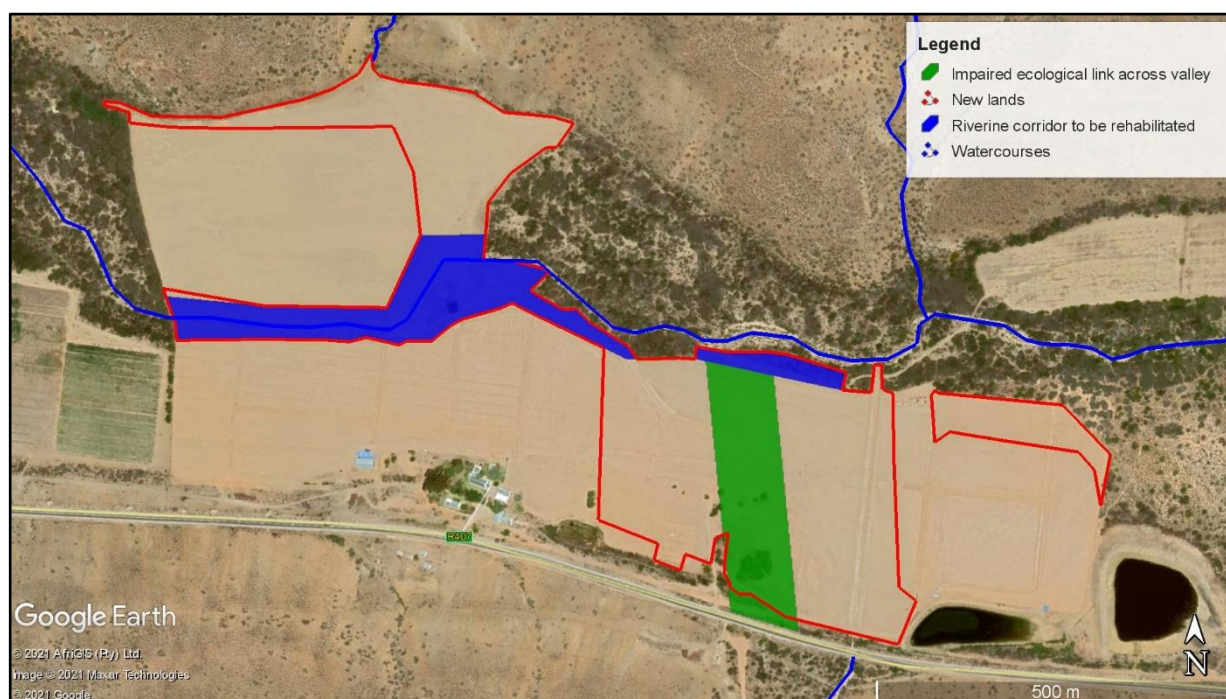 Legend
Impaired ecological link across valley
New lands
Riverine corridor to be rehabilitated
Watercourses
R407
Google Earth
© 2021 AfriGIS (Pty) Ltd.
Image © 2021 Maxar Technologies
© 2021 Google
N
500 m